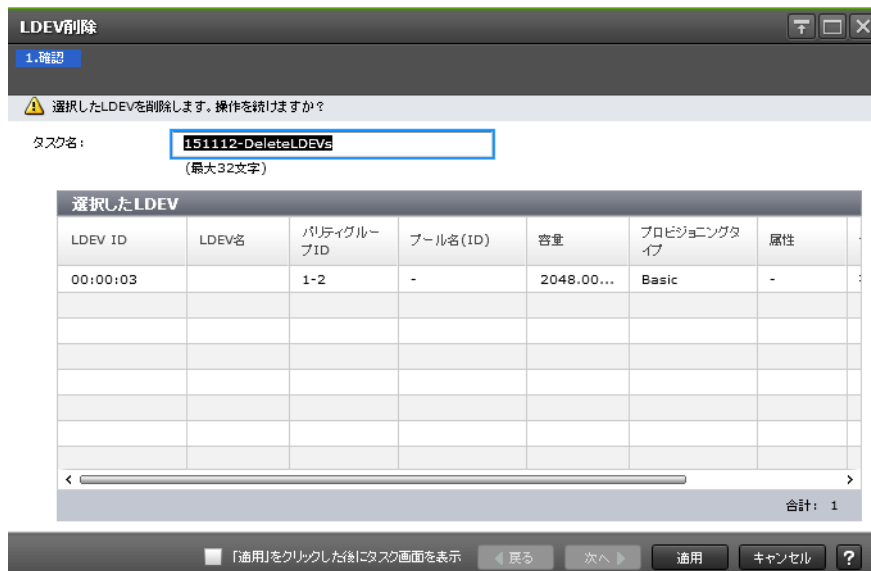 LDEV削除
1.確認
選択したLDEVを削除します。操作を続けますか？
タスク名：
151112-DeleteLDEVs
(最大32文字)
選択したLDEV
LDEV ID
LDEV名
パリティグルー
プID
プール名(ID)
容量
プロビジョニングタ
イプ
属性
00:00:03
1-2
-
2048.00...
Basic
-
合計： 1
「適用」をクリックした後にタスク画面を表示
戻る
次へ
適用
キャンセル
?